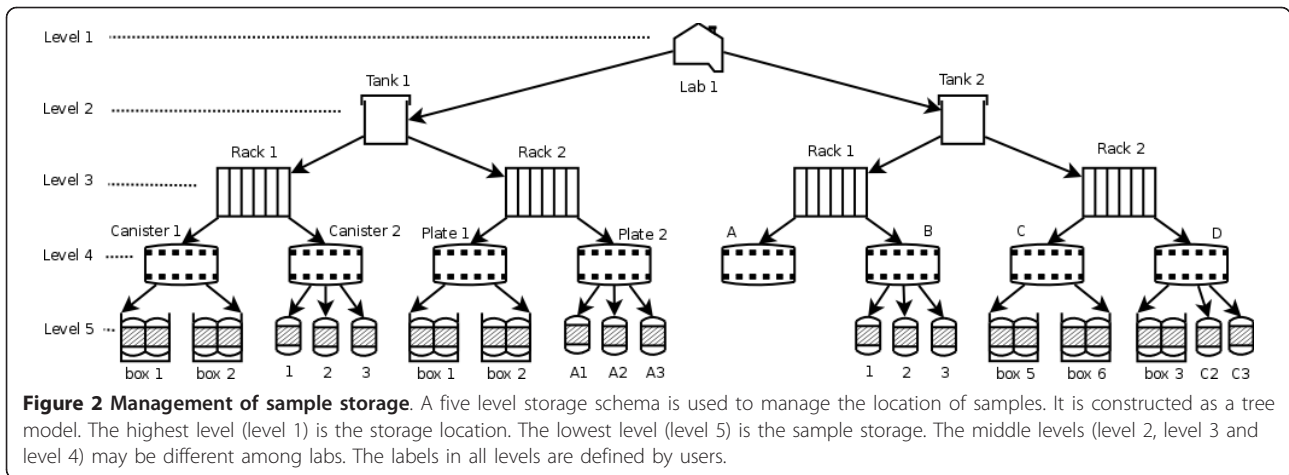 Level 1
Lab 1
Tank 1
Tank 2
Level 2
Rack 1
Rack 2
Rack 1
Rack 2
Level 3
Canister 1
Canister 2
Plate 1
Plate 2
A
B
C
D
Level 4
Level 5
box 1
box 2
1
2
3
box 1
box 2
A1
A2
A3
1
2
3
box 5
box 6
box 3
C2
C3
Figure 2 Management of sample storage. A five level storage schema is used to manage the location of samples. It is constructed as a tree
model. The highest level (level 1) is the storage location. The lowest level (level 5) is the sample storage. The middle levels (level 2, level 3 and
level 4) may be different among labs. The labels in all levels are defined by users.